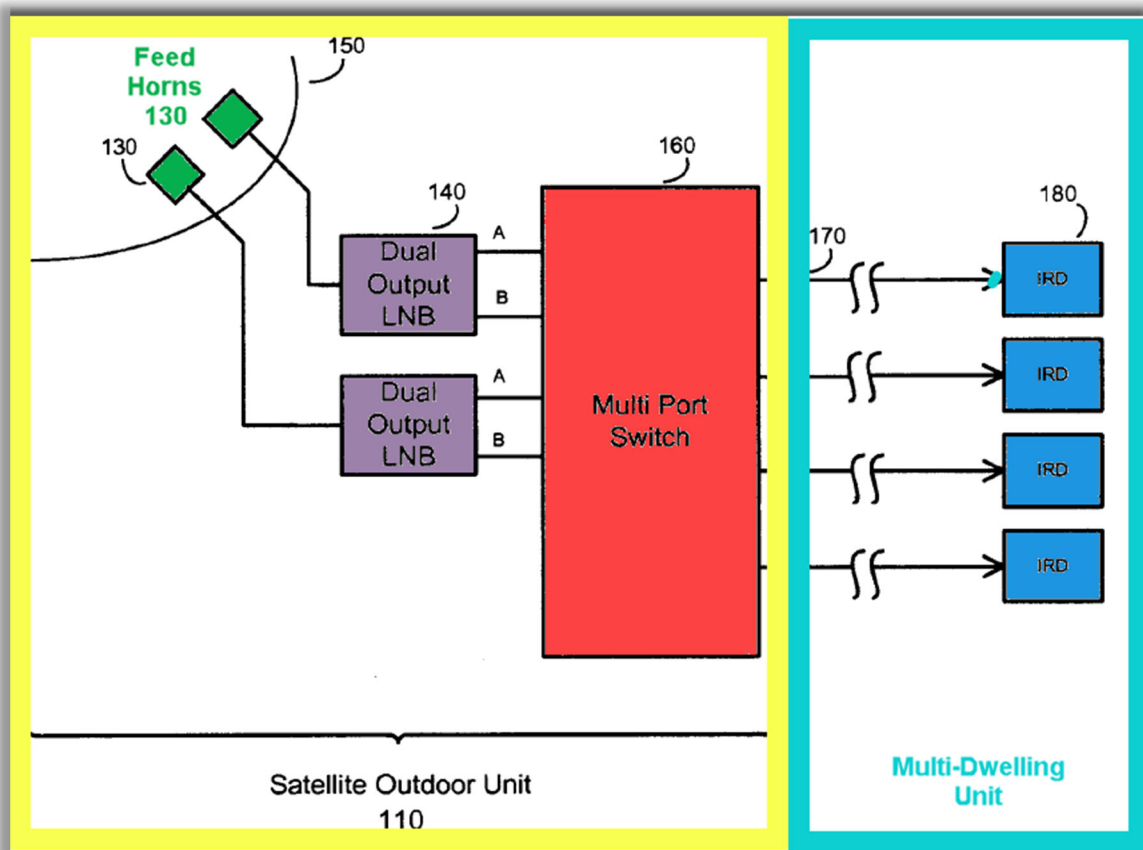 150
Feed
Horns
130
130
140
160
180
170
Dual
Output
LNB
A
B
Dual
Output
LNB
A
B
Multi Port
Switch
IRD
IRD
IRD
IRD
Satellite Outdoor Unit
110
Multi-Dwelling
Unit